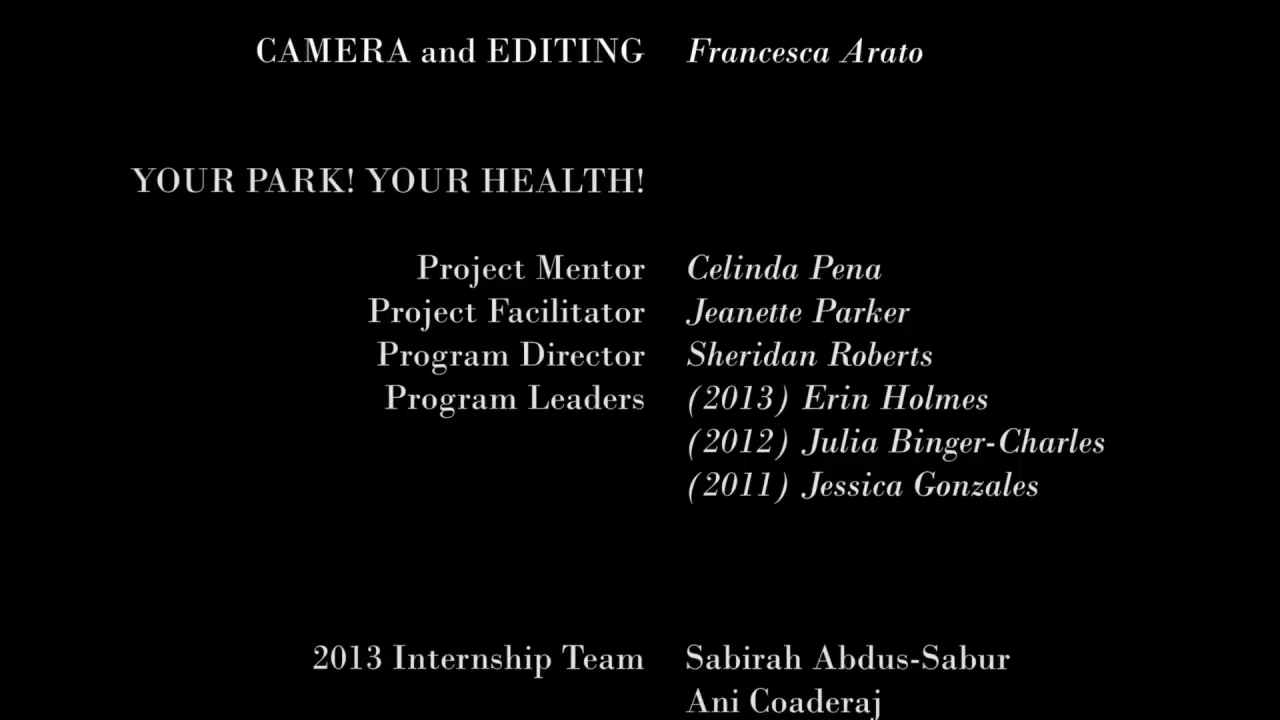 CAMERA and EDITING Francesca Arato
YOUR PARK! YOUR HEALTH!
Project Mentor Celinda Pena
Project Facilitator Jeanette Parker
Program Director Sheridan Roberts
Program Leaders (2013) Erin Holmes
(2012) Julia Binger-Charles
(2011) Jessica Gonzales
2013 Internship Team Sabirah Abdus-Sabur
Ani Coaderaj